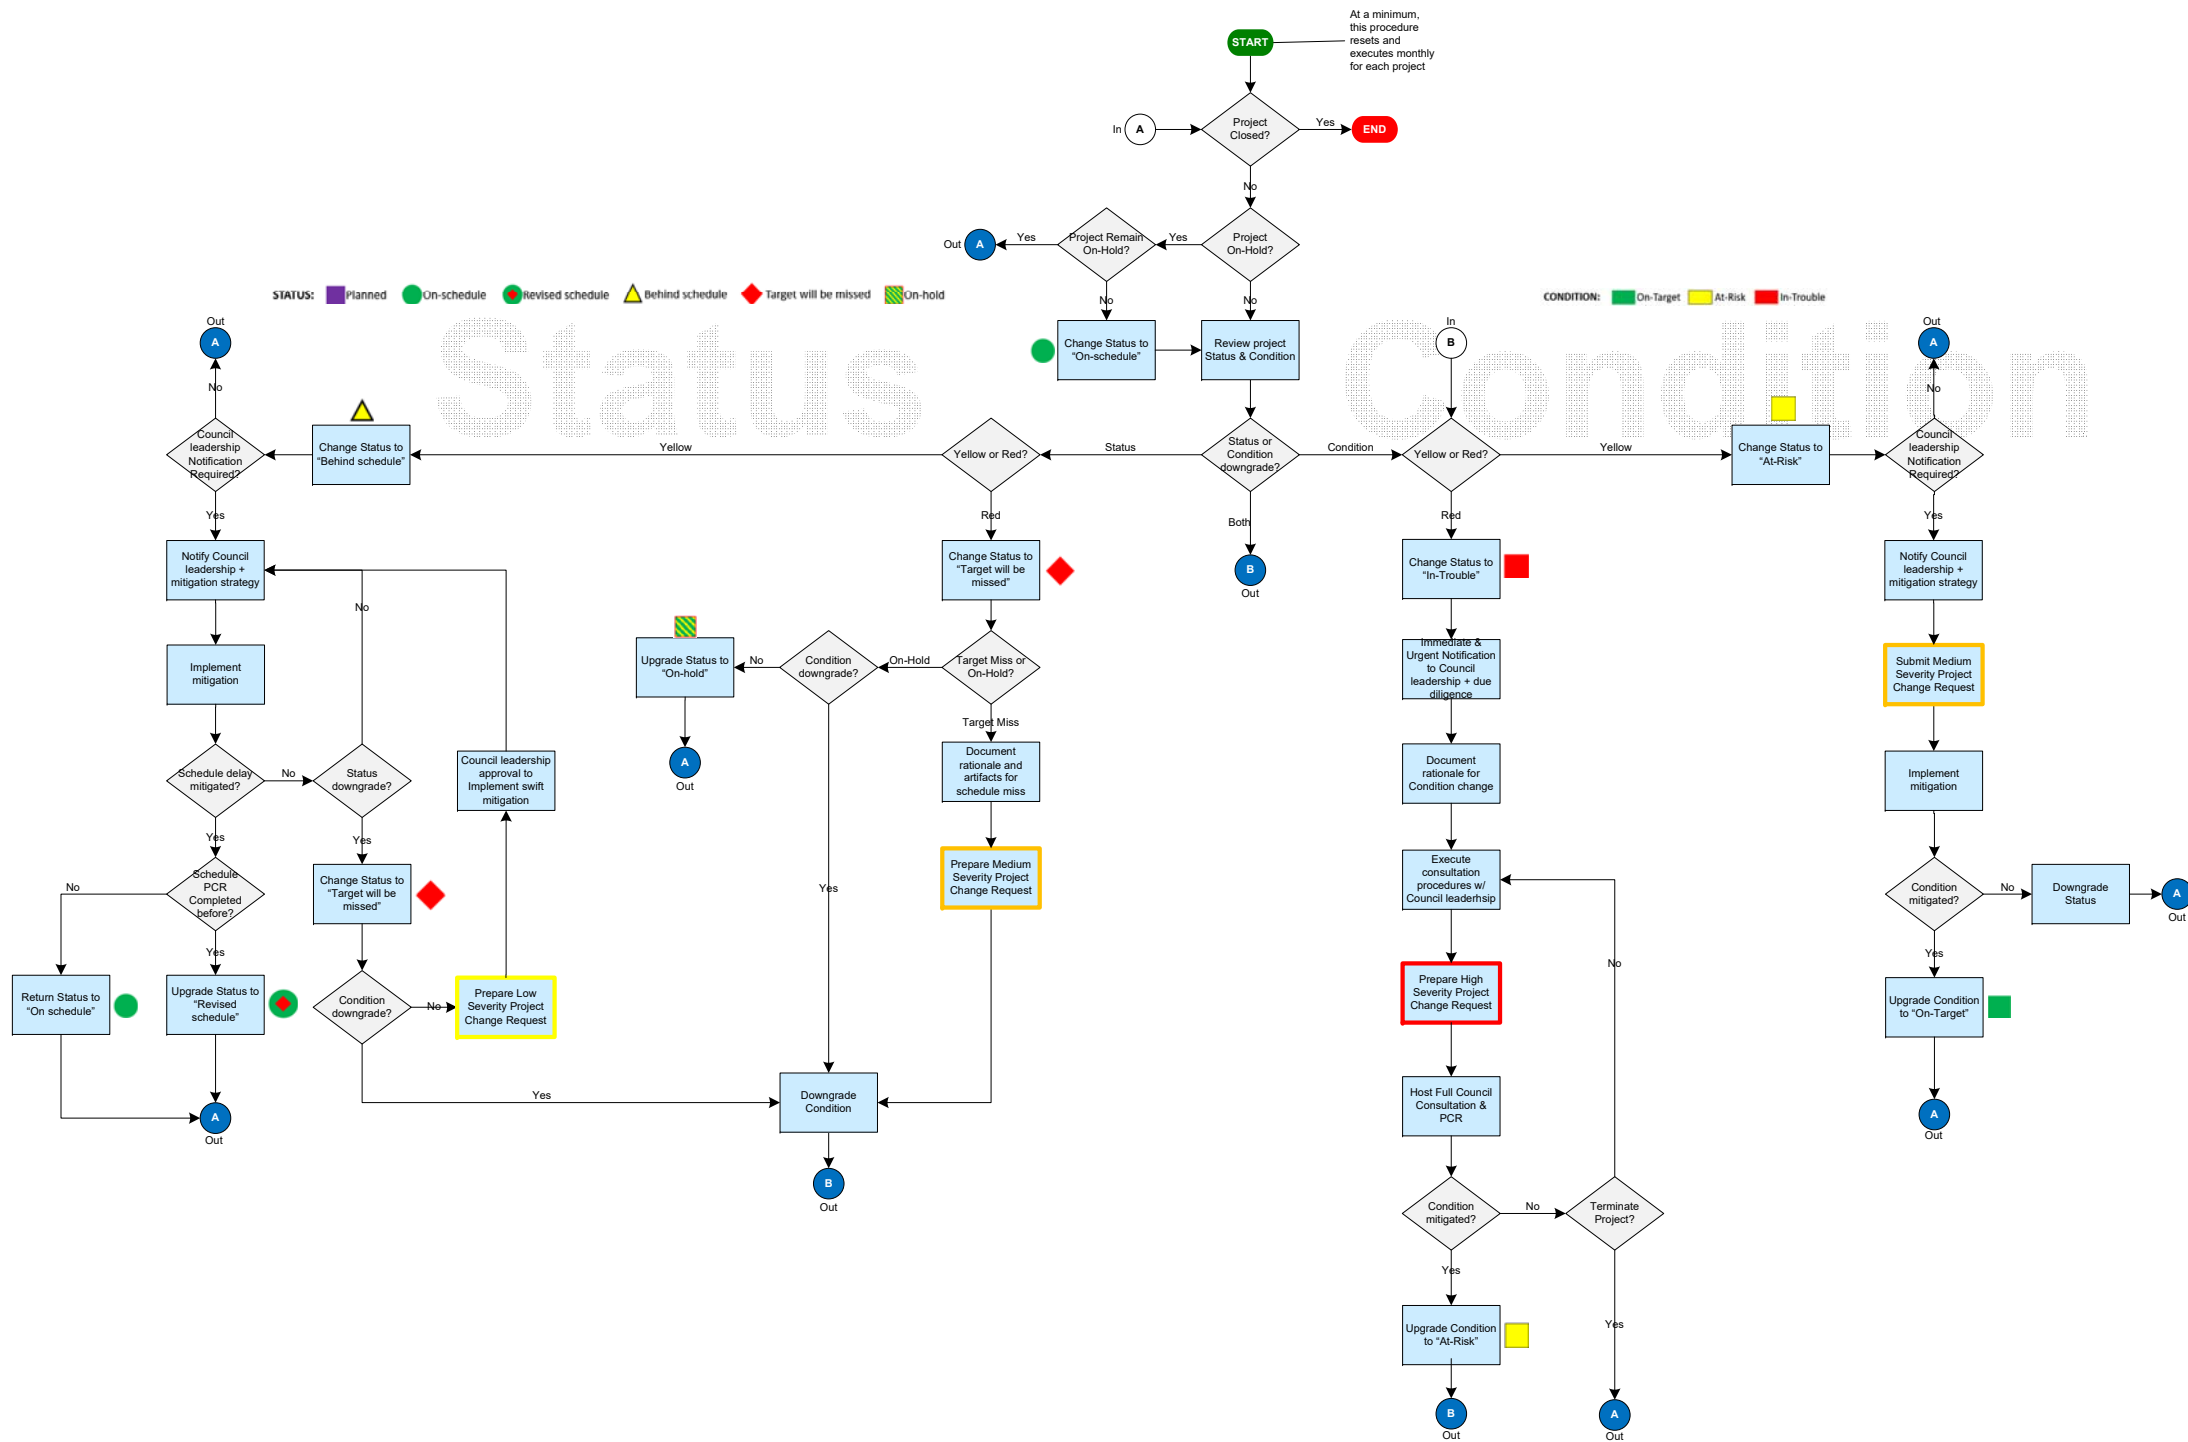 At a minimum,
this procedure
resets and
executes monthly
for each project
START
In
A
Project
Closed?
Yes
END
No
Out
A
Yes
Project Remain
On-Hold?
Yes
Project
On-Hold?
No
No
STATUS:
Planned
On-schedule
Revised schedule
Behind schedule
Target will be missed
On-hold
CONDITION:
On-Target
At-Risk
In-Trouble
Status
Condition
Change Status to
“On-schedule”
Review project
Status & Condition
Out
A
No
Council
leadership
Notification
Required?
Change Status to
“Behind schedule”
Yellow
Yellow or Red?
Status
Status or
Condition
downgrade?
Condition
In
B
Yellow or Red?
Yellow
Change Status to
“At-Risk”
Out
A
No
Council
leadership
Notification
Required?
Yes
Red
Both
B
Out
Red
Yes
Notify Council
leadership +
mitigation strategy
No
Change Status to
“Target will be
missed”
Change Status to
“In-Trouble”
Notify Council
leadership +
mitigation strategy
Implement
mitigation
Upgrade Status to
“On-hold”
No
Condition
downgrade?
On-Hold
Target Miss or
On-Hold?
Immediate &
Urgent Notification
to Council
leadership + due
diligence
Submit Medium
Severity Project
Change Request
Target Miss
A
Out
Schedule delay
mitigated?
No
Status
downgrade?
Council leadership
approval to
Implement swift
mitigation
Document
rationale and
artifacts for
schedule miss
Document
rationale for
Condition change
Implement
mitigation
Yes
Yes
Schedule
PCR
Completed
before?
No
Change Status to
“Target will be
missed”
Yes
Prepare Medium
Severity Project
Change Request
Execute
consultation
procedures w/
Council leaderhsip
Condition
mitigated?
No
Downgrade
Status
A
Out
Yes
Yes
No
Return Status to
“On schedule”
Upgrade Status to
“Revised
schedule”
Condition
downgrade?
No
Prepare Low
Severity Project
Change Request
Prepare High
Severity Project
Change Request
Upgrade Condition
to “On-Target”
Yes
A
Out
Downgrade
Condition
Host Full Council
Consultation &
PCR
A
Out
B
Out
Condition
mitigated?
No
Terminate
Project?
Yes
Yes
Upgrade Condition
to “At-Risk”
B
Out
A
Out